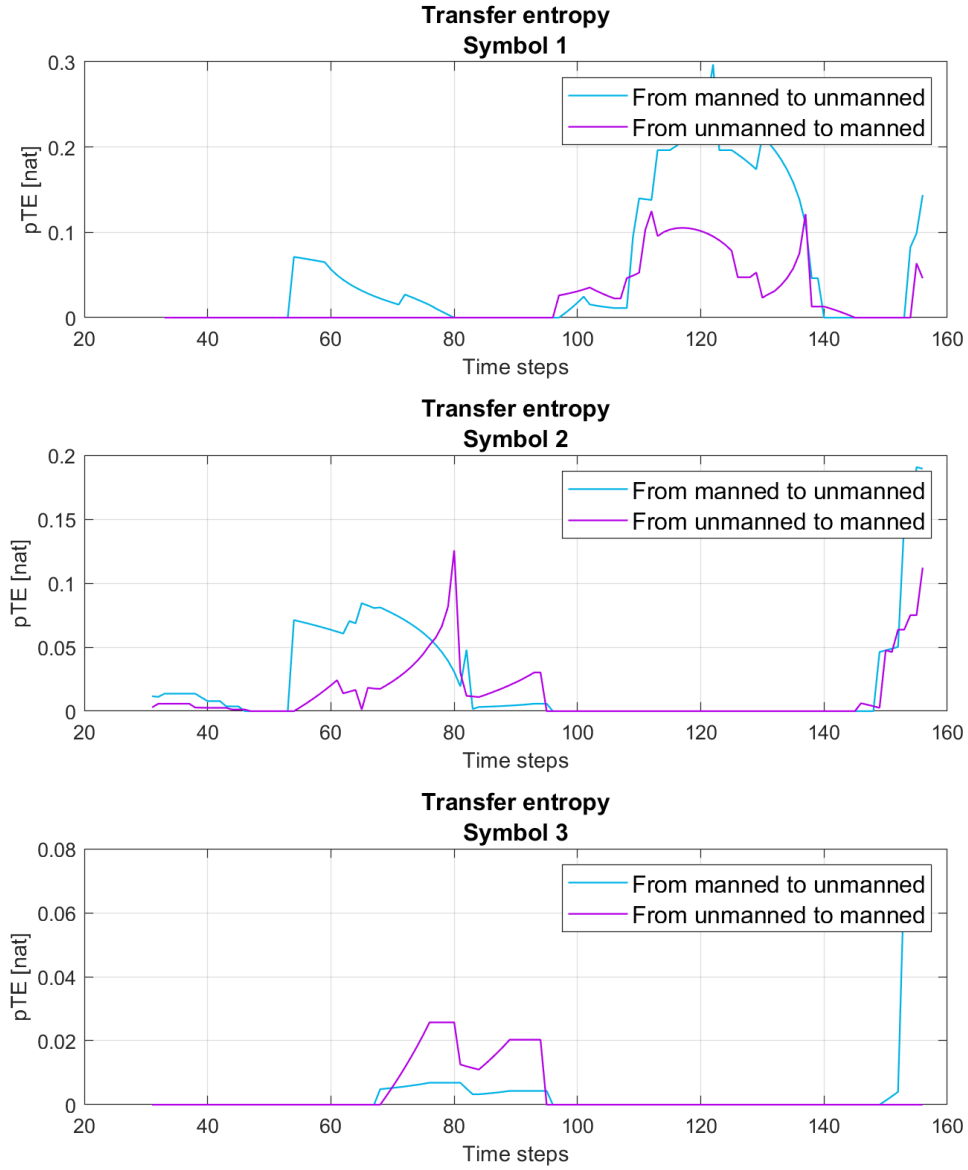 Transfer entropy
Symbol 1
0.3
0.2
0.1
0
pTE [nat]
From manned to unmanned
From unmanned to manned
20 40 60 80 100 120 140 160
Time steps
Transfer entropy
Symbol 2
0.2
0.15
0.1
0.05
0
pTE [nat]
From manned to unmanned
From unmanned to manned
20 40 60 80 100 120 140 160
Time steps
Transfer entropy
Symbol 3
0.08
0.06
0.04
0.02
0
pTE [nat]
From manned to unmanned
From unmanned to manned
20 40 60 80 100 120 140 160
Time steps